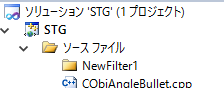 ソリューション 'STG' (1 プロジェクト)
STG
ソース ファイル
NewFilter1
CObjAngleBullet.cpp